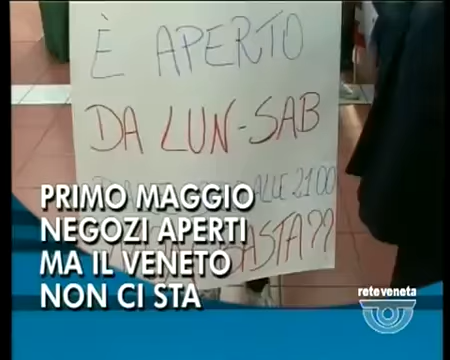 È APERTO
DA LUN-SAB
ALLE 21.00
BASTA??
PRIMO MAGGIO
NEGOZI APERTI
MA IL VENETO
NON CI STA
reteveneta